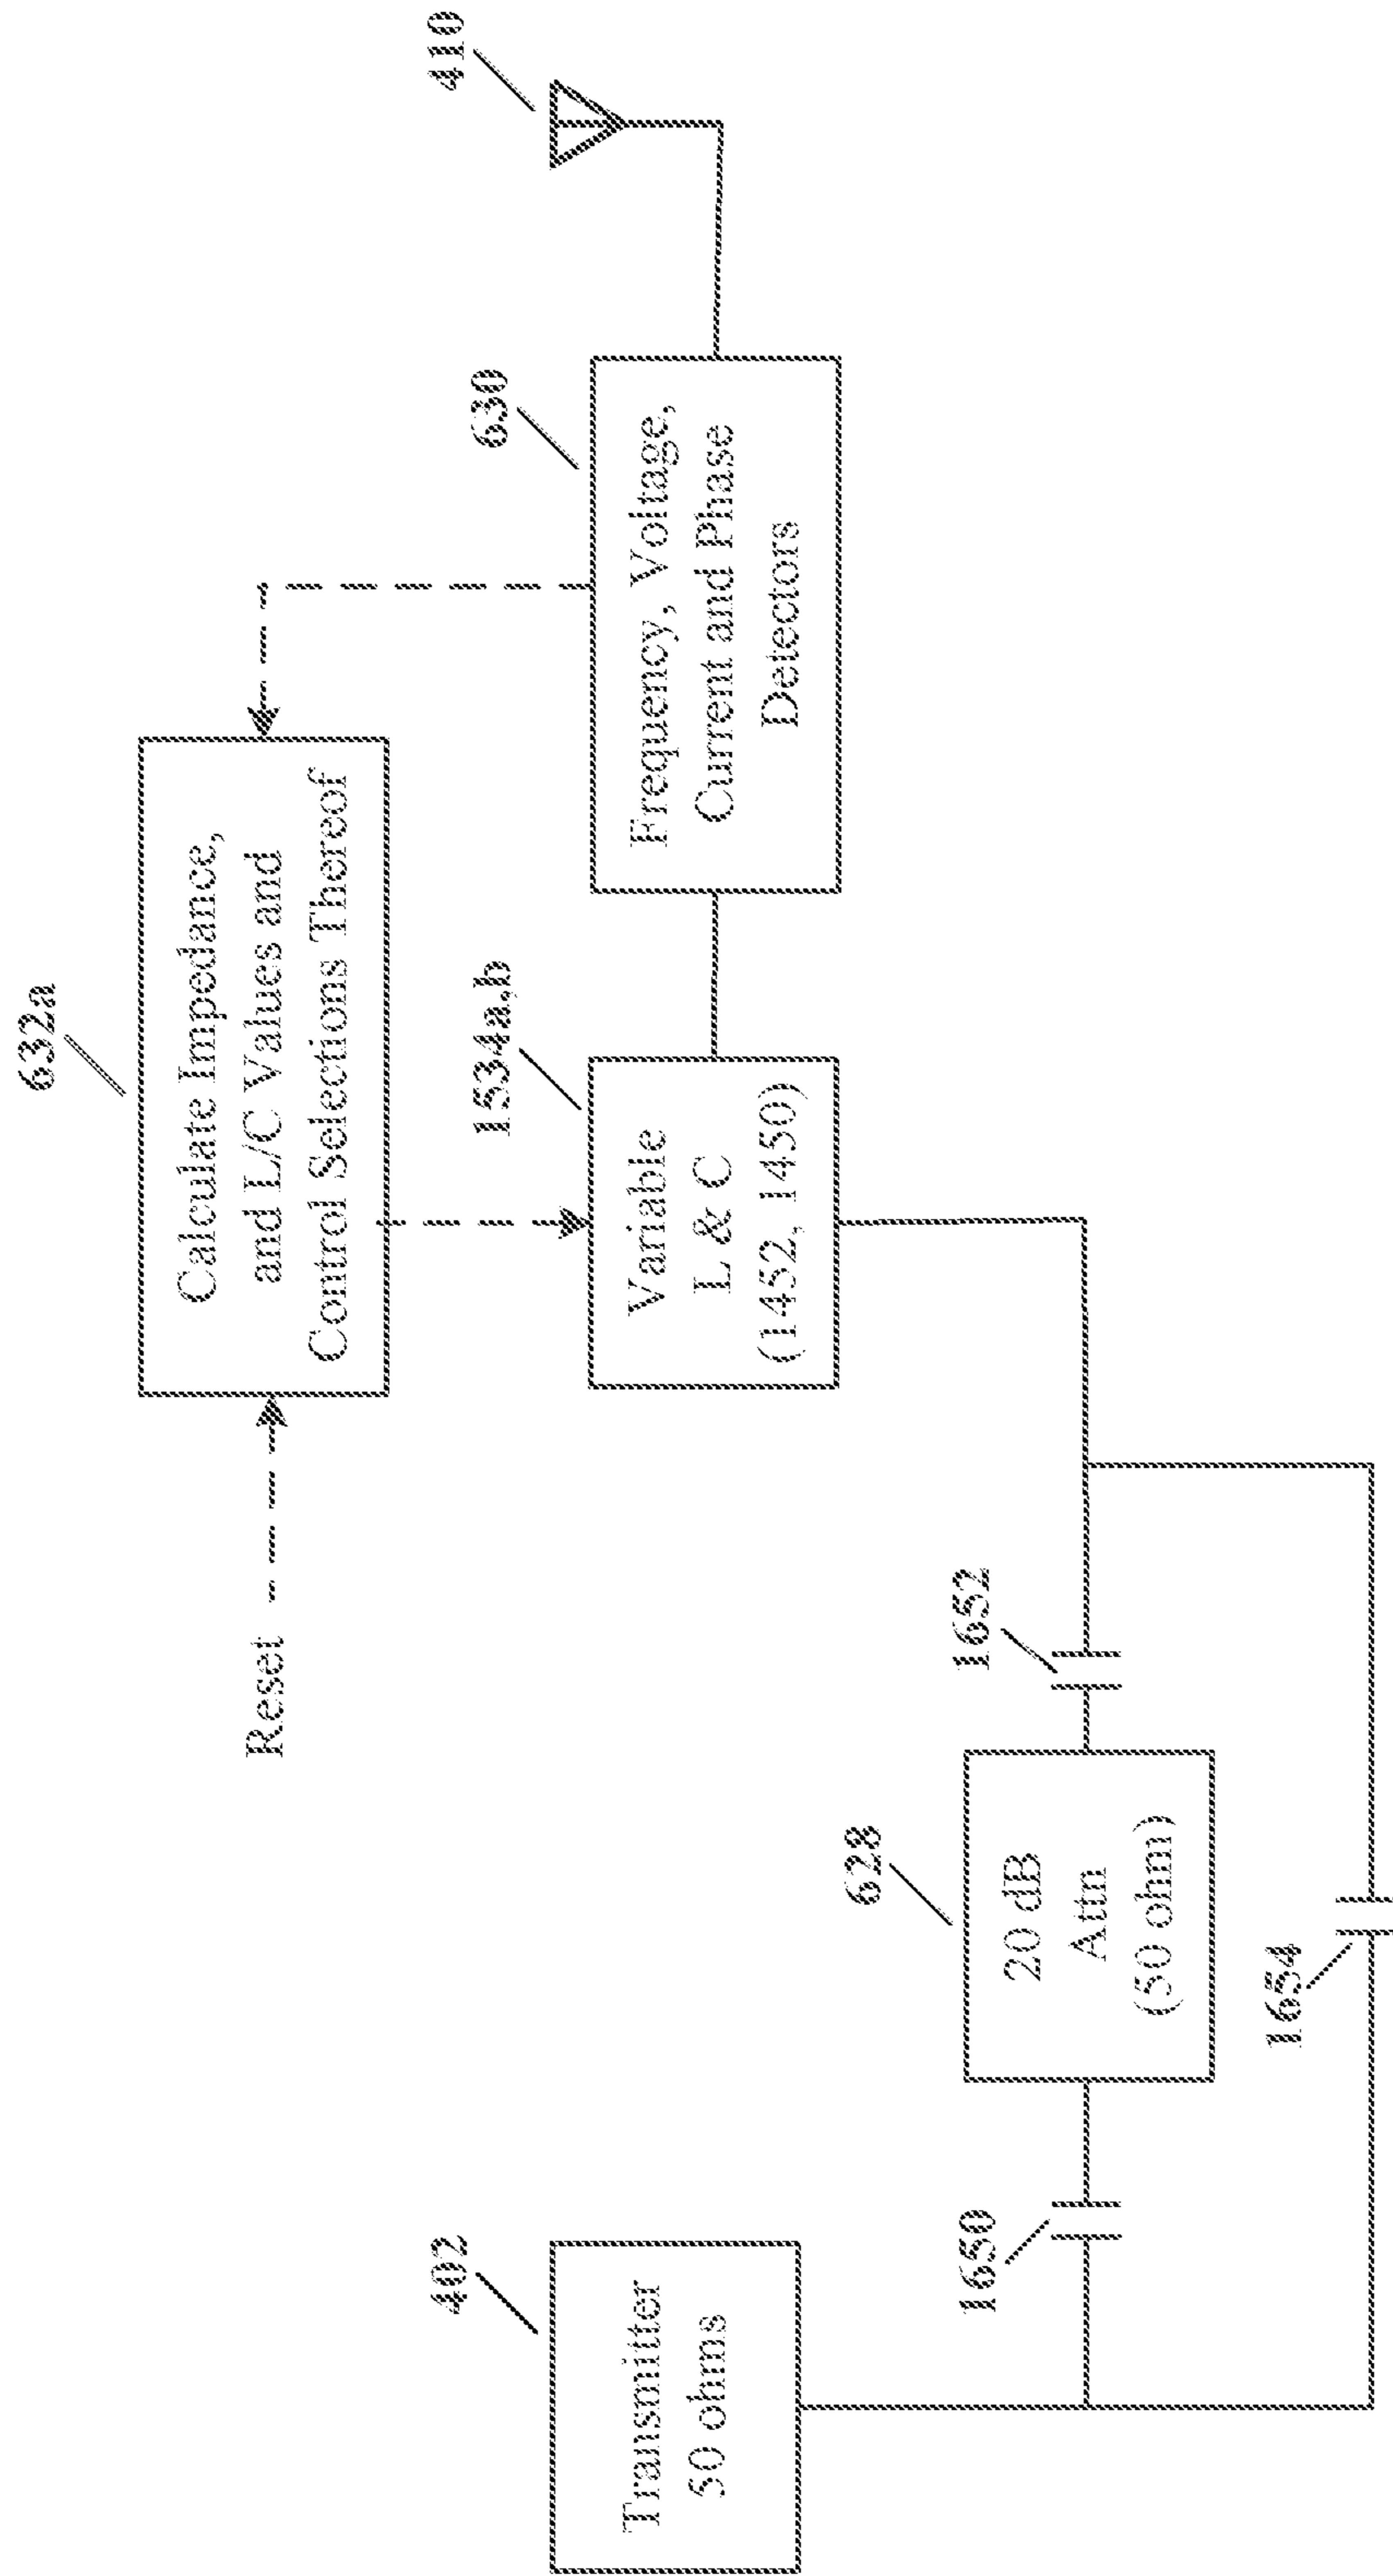 632a
Calculate Impedance,
and L/C Values and
Control Selections Thereof
Reset
410
402
Transmitter
50 ohms
1534a,b
Variable
L & C
(1452, 1450)
630
Frequency, Voltage,
Current and Phase
Detectors
1650
628
20 dB
Attn
(50 ohm)
1652
1654